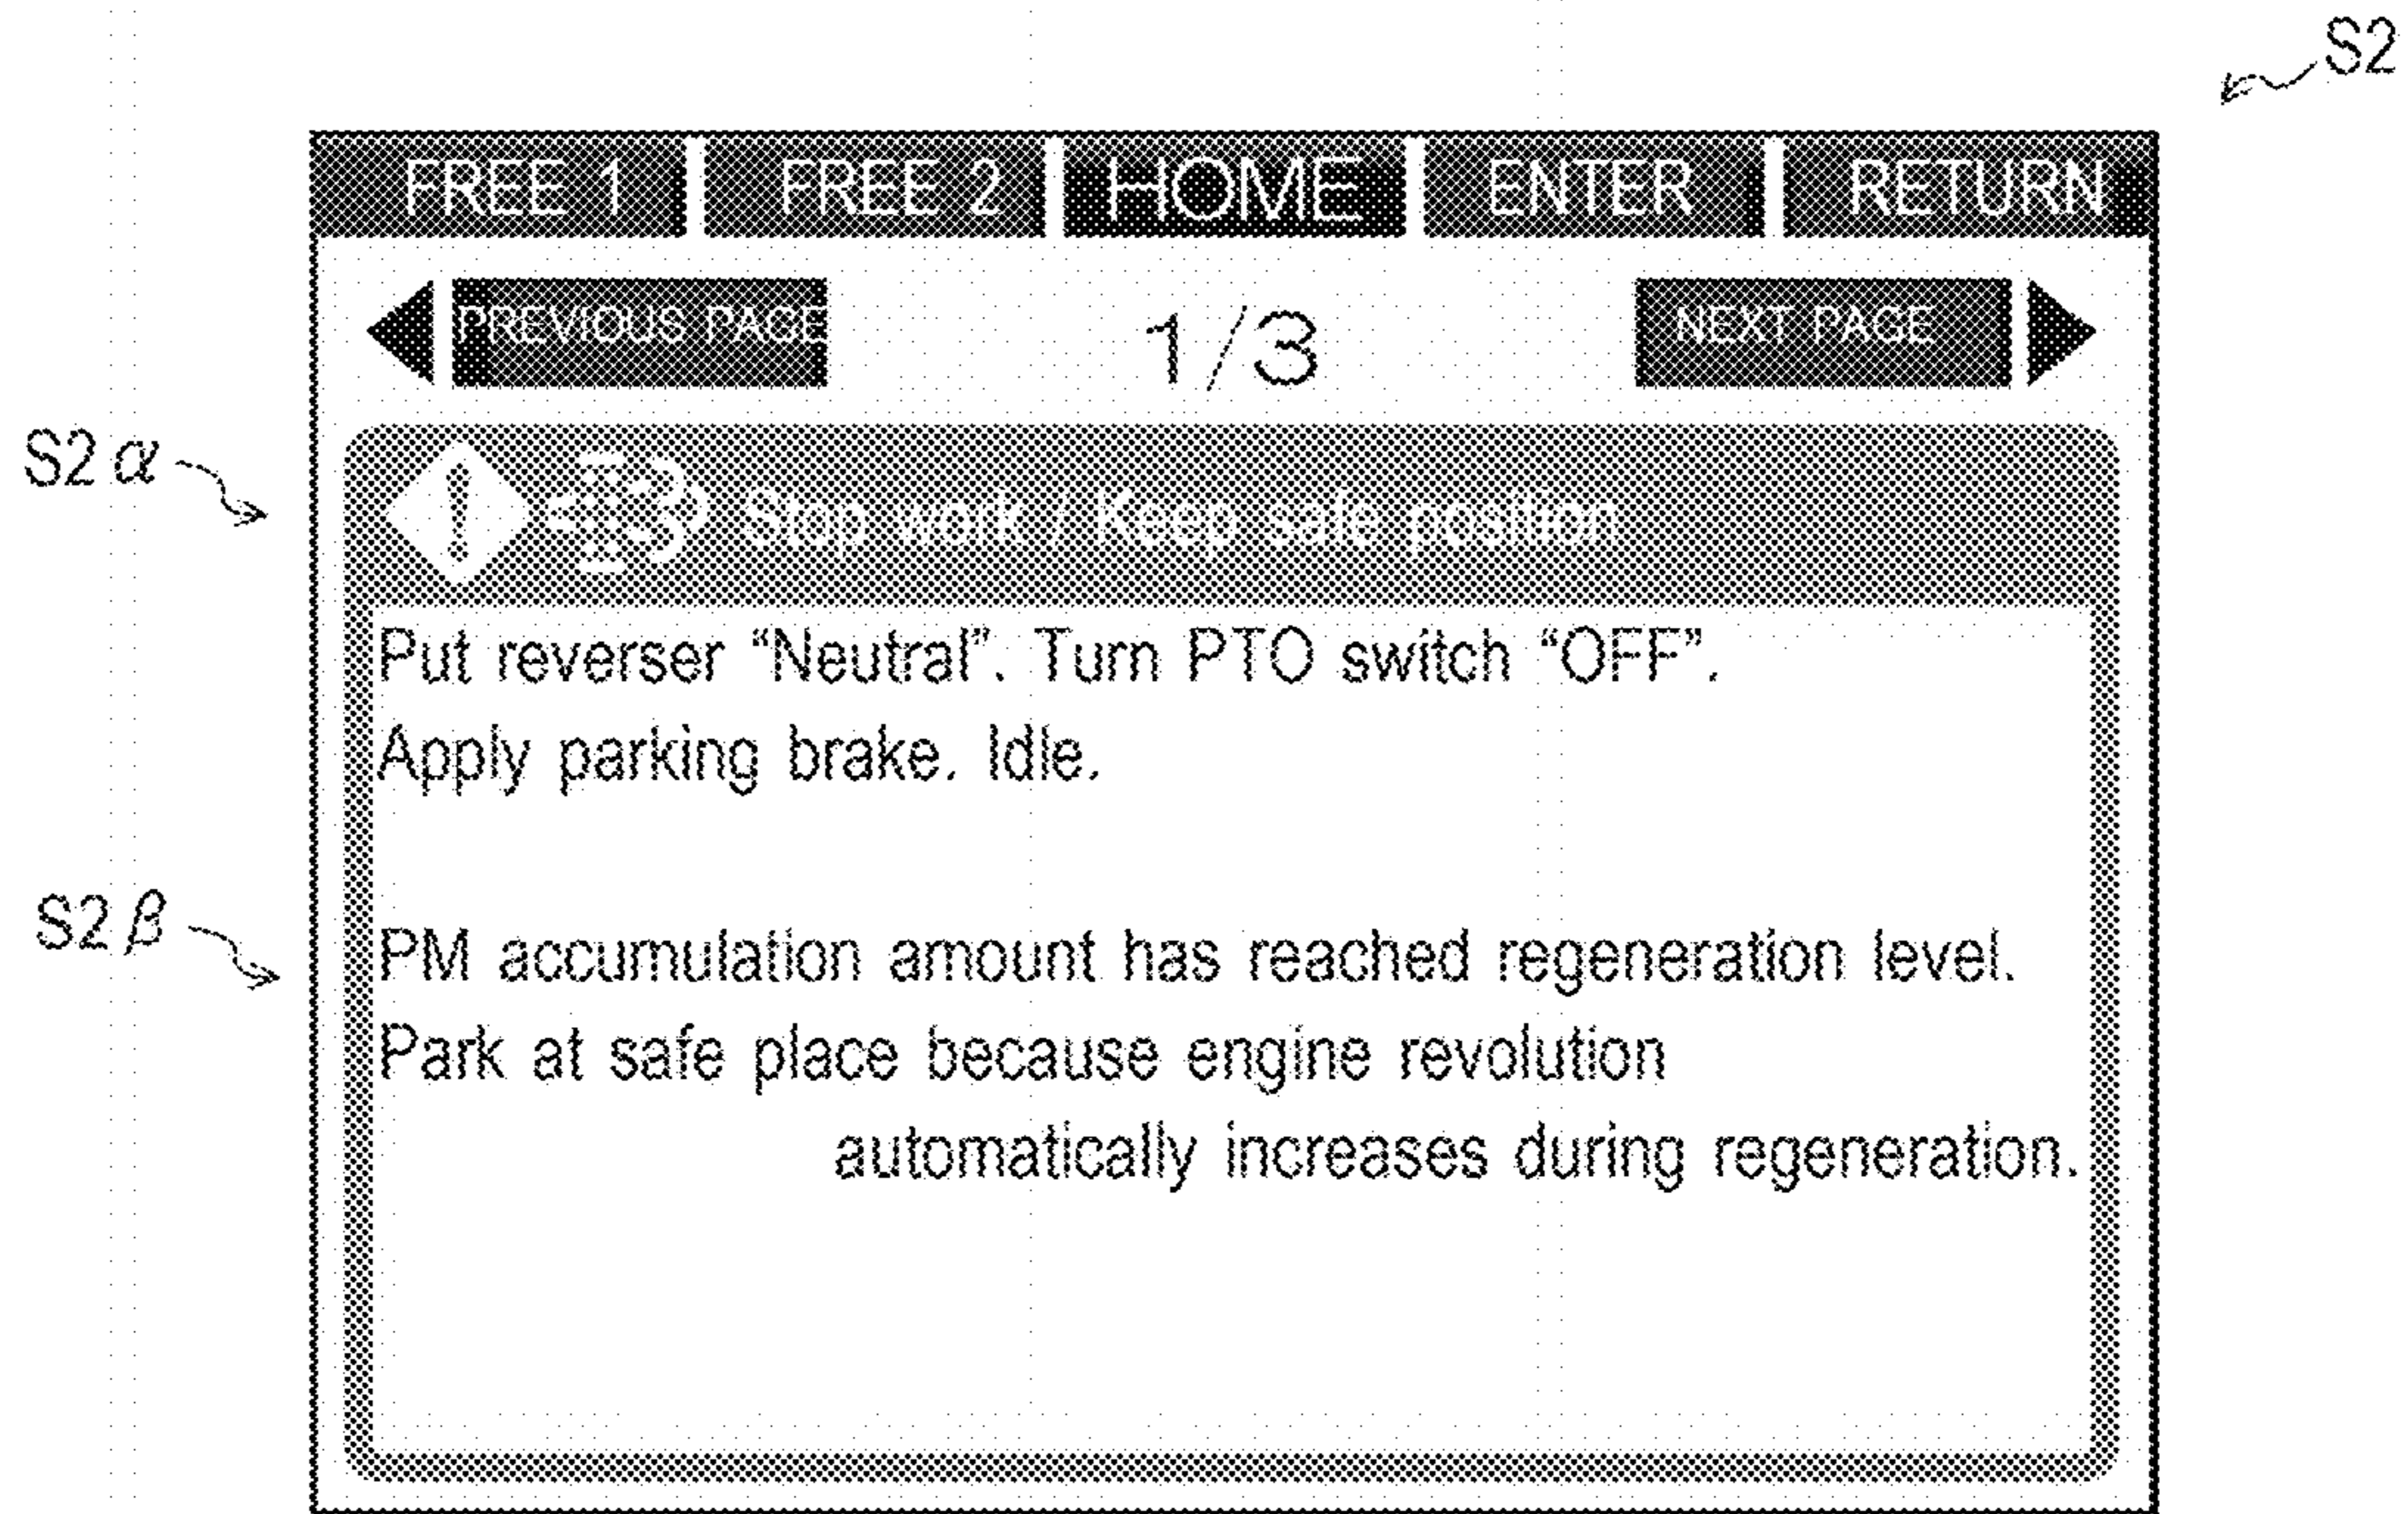 S2
FREE 1 FREE 2 HOME ENTER RETURN
PREVIOUS PAGE 1/3 NEXT PAGE
S2α
! Stop work / Keep safe position
Put reverser “Neutral”. Turn PTO switch “OFF”.
Apply parking brake. Idle.
S2β
PM accumulation amount has reached regeneration level.
Park at safe place because engine revolution
automatically increases during regeneration.